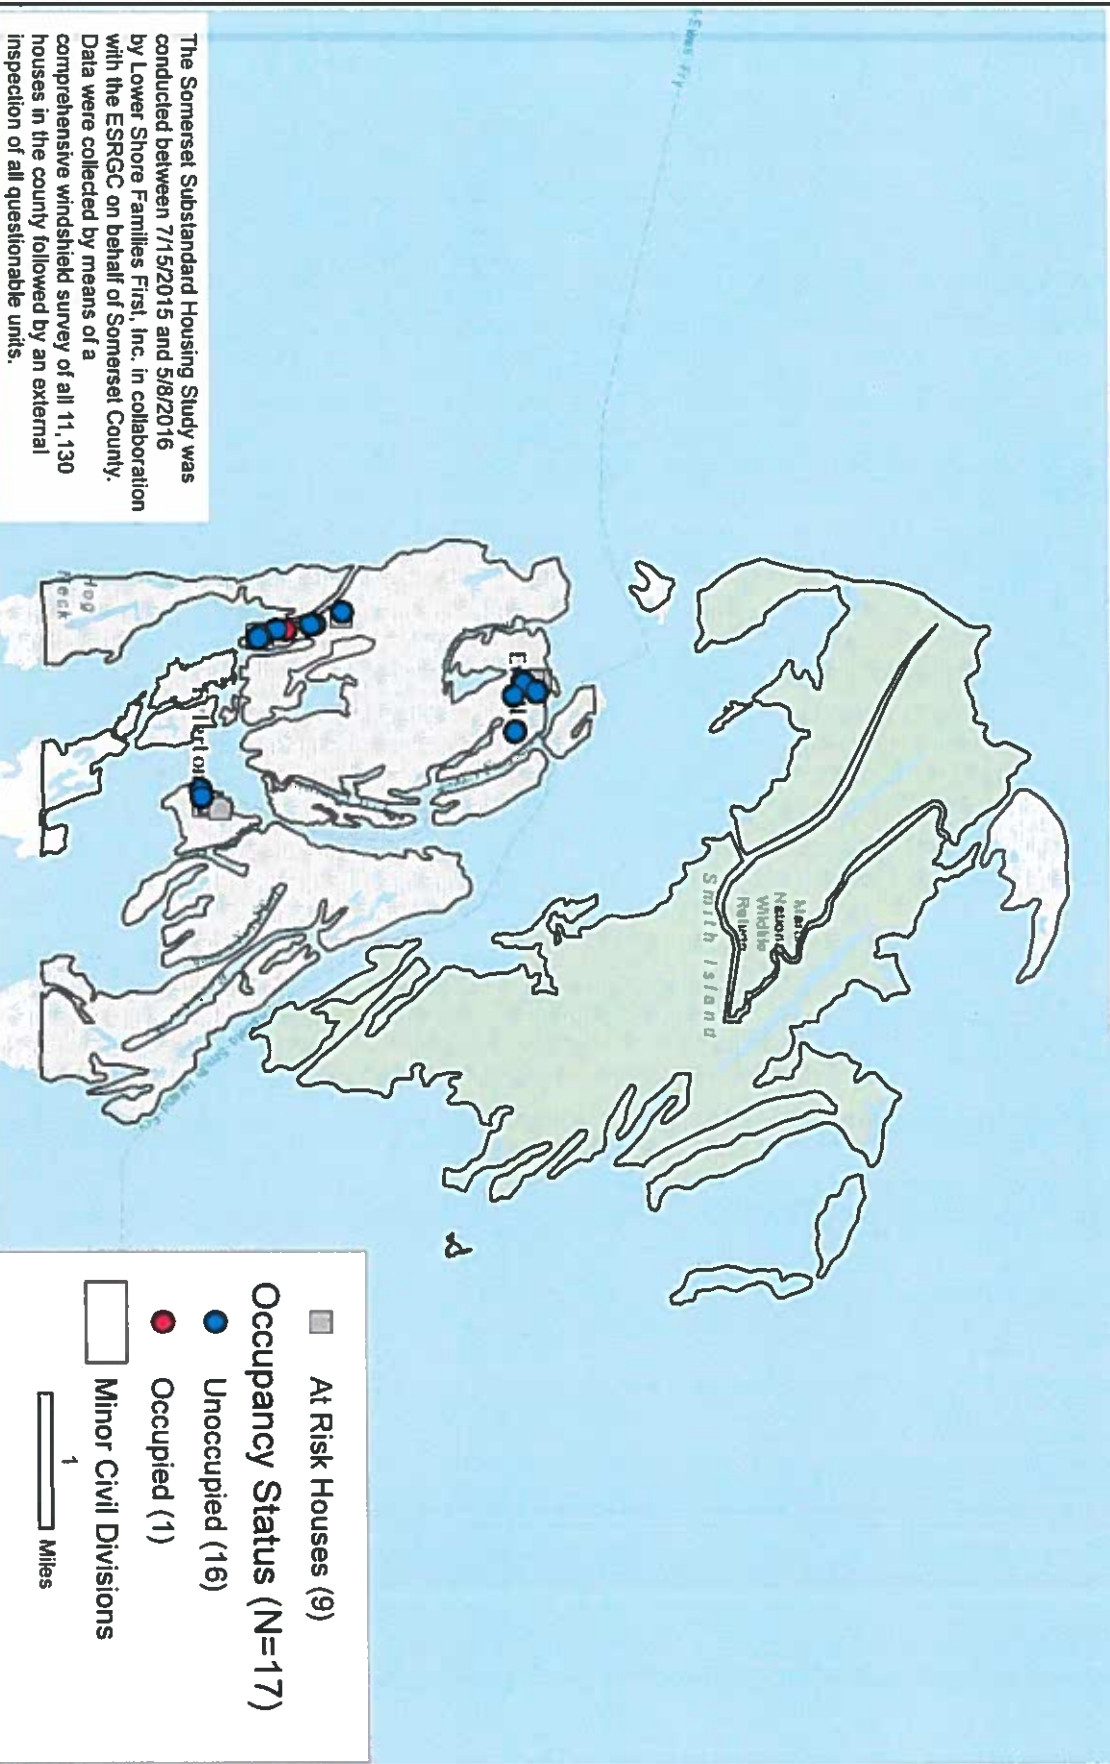 The Somerset Substandard Housing Study was
conducted between 7/15/2015 and 5/8/2016
by Lower Shore Families First, Inc. in collaboration
with the ESRGC on behalf of Somerset County.
Data were collected by means of a
comprehensive windshield survey of all 11,130
houses in the county followed by an external
inspection of all questionable units.
Smith Island
Wildlife
Hog
Neck
At Risk Houses (9)
Occupancy Status (N=17)
Unoccupied (16)
Occupied (1)
Minor Civil Divisions
1
Miles